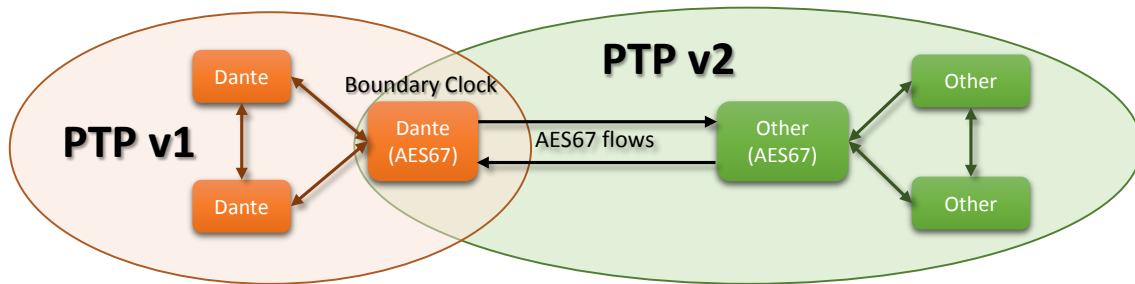 PTP v1
Dante
Dante
Boundary Clock
Dante
(AES67)
AES67 flows
PTP v2
Other
(AES67)
Other
Other